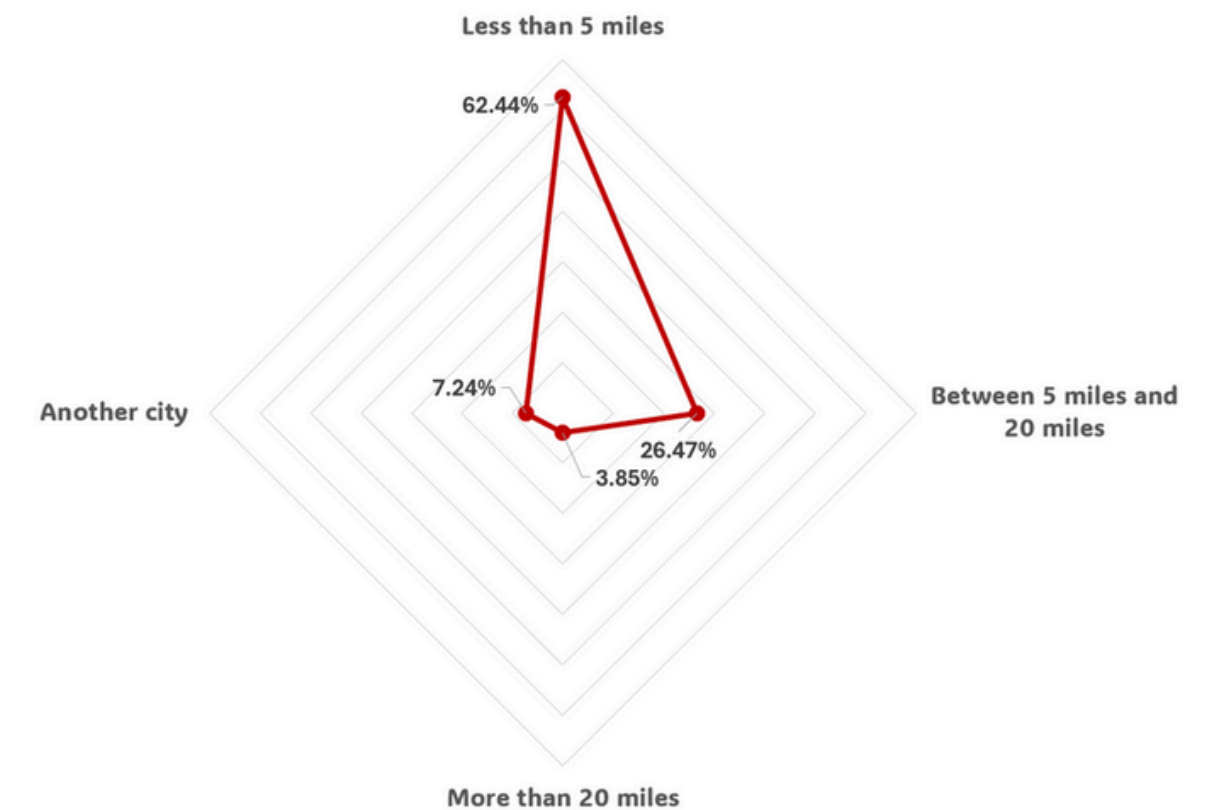 Less than 5 miles
62.44%
7.24%
Another city
Between 5 miles and
20 miles
26.47%
3.85%
More than 20 miles